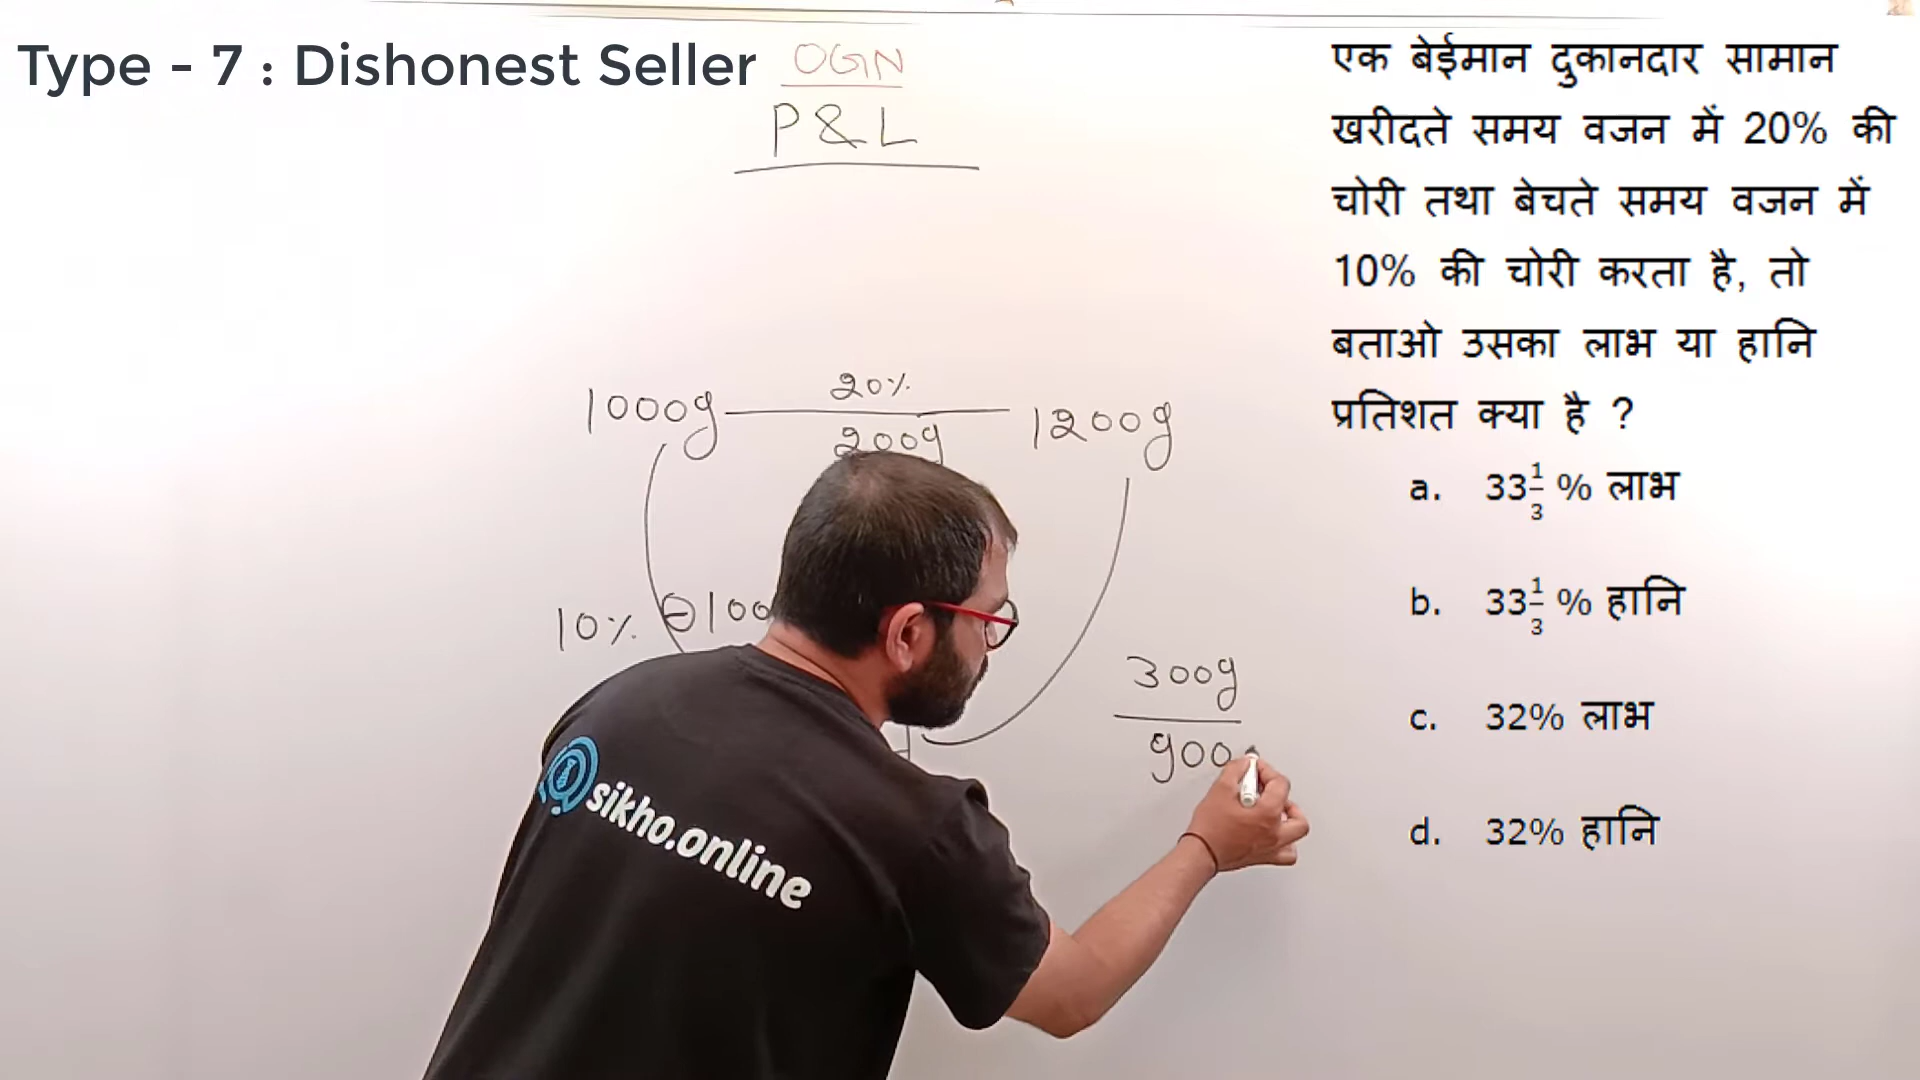 Type - 7 : Dishonest Seller
OGN
P & L
एक बेईमान दुकानदार सामान
खरीदते समय वजन में 20% की
चोरी तथा बेचते समय वजन में
10% की चोरी करता है, तो
बताओ उसका लाभ या हानि
प्रतिशत क्या है ?
a. 33 1/3 % लाभ
b. 33 1/3 % हानि
c. 32% लाभ
d. 32% हानि
20%
1000g 1200g
200g
10% ⊖100
300g
900
sikho.online